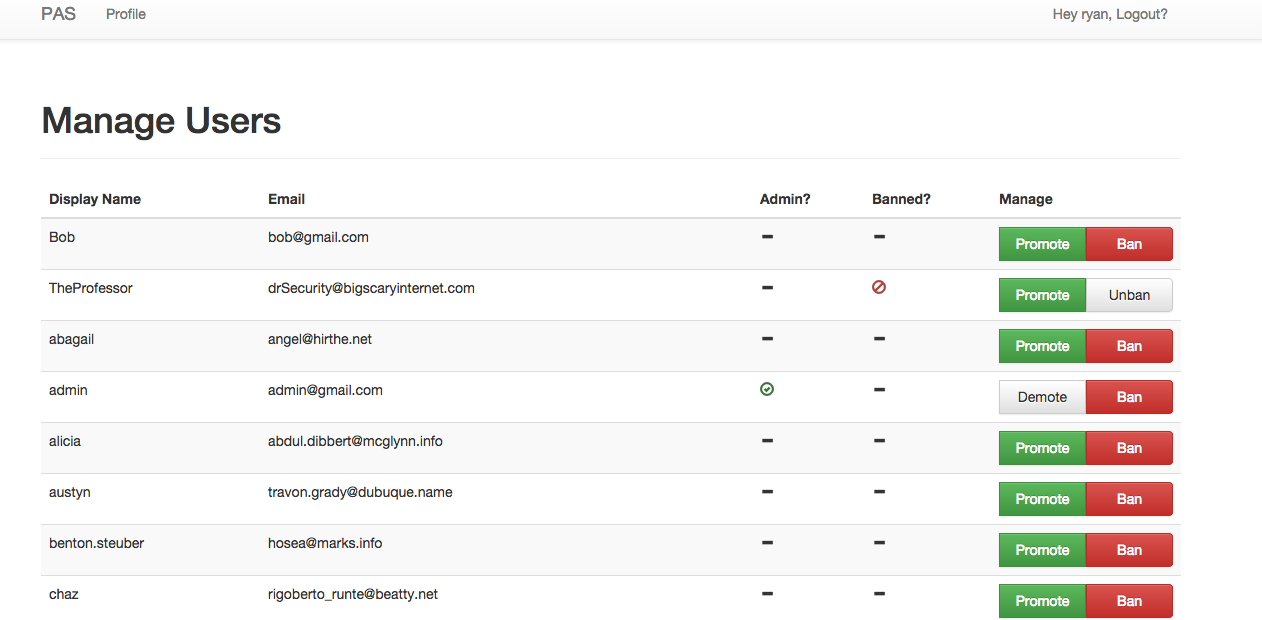 PAS Profile Hey ryan, Logout?
Manage Users
Display Name Email Admin? Banned? Manage
Bob bob@gmail.com Promote Ban
TheProfessor drSecurity@bigscaryinternet.com Promote Unban
abagail angel@hirthe.net Promote Ban
admin admin@gmail.com Demote Ban
alicia abdul.dibbert@mcglynn.info Promote Ban
austyn travon.grady@dubuque.name Promote Ban
benton.steuber hosea@marks.info Promote Ban
chaz rigoberto_runte@beatty.net Promote Ban